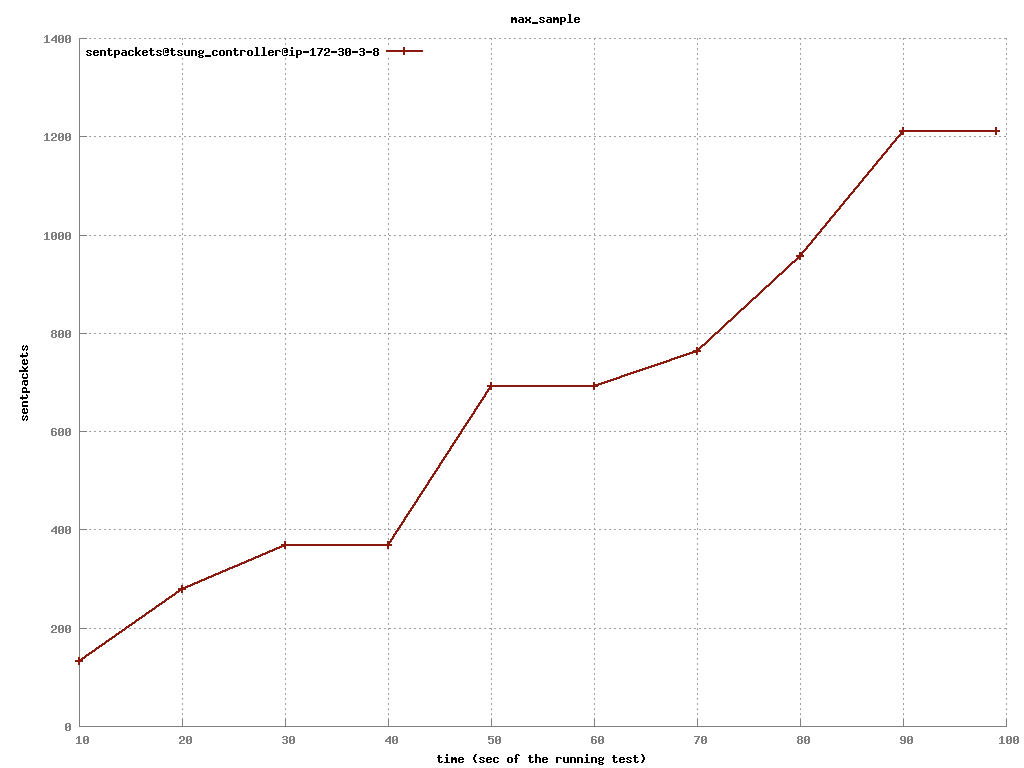 max_sample
sentpackets@tsung_controller@ip-172-30-3-8
1400
1200
1000
800
600
400
200
0
sentpackets
10 20 30 40 50 60 70 80 90 100
time (sec of the running test)